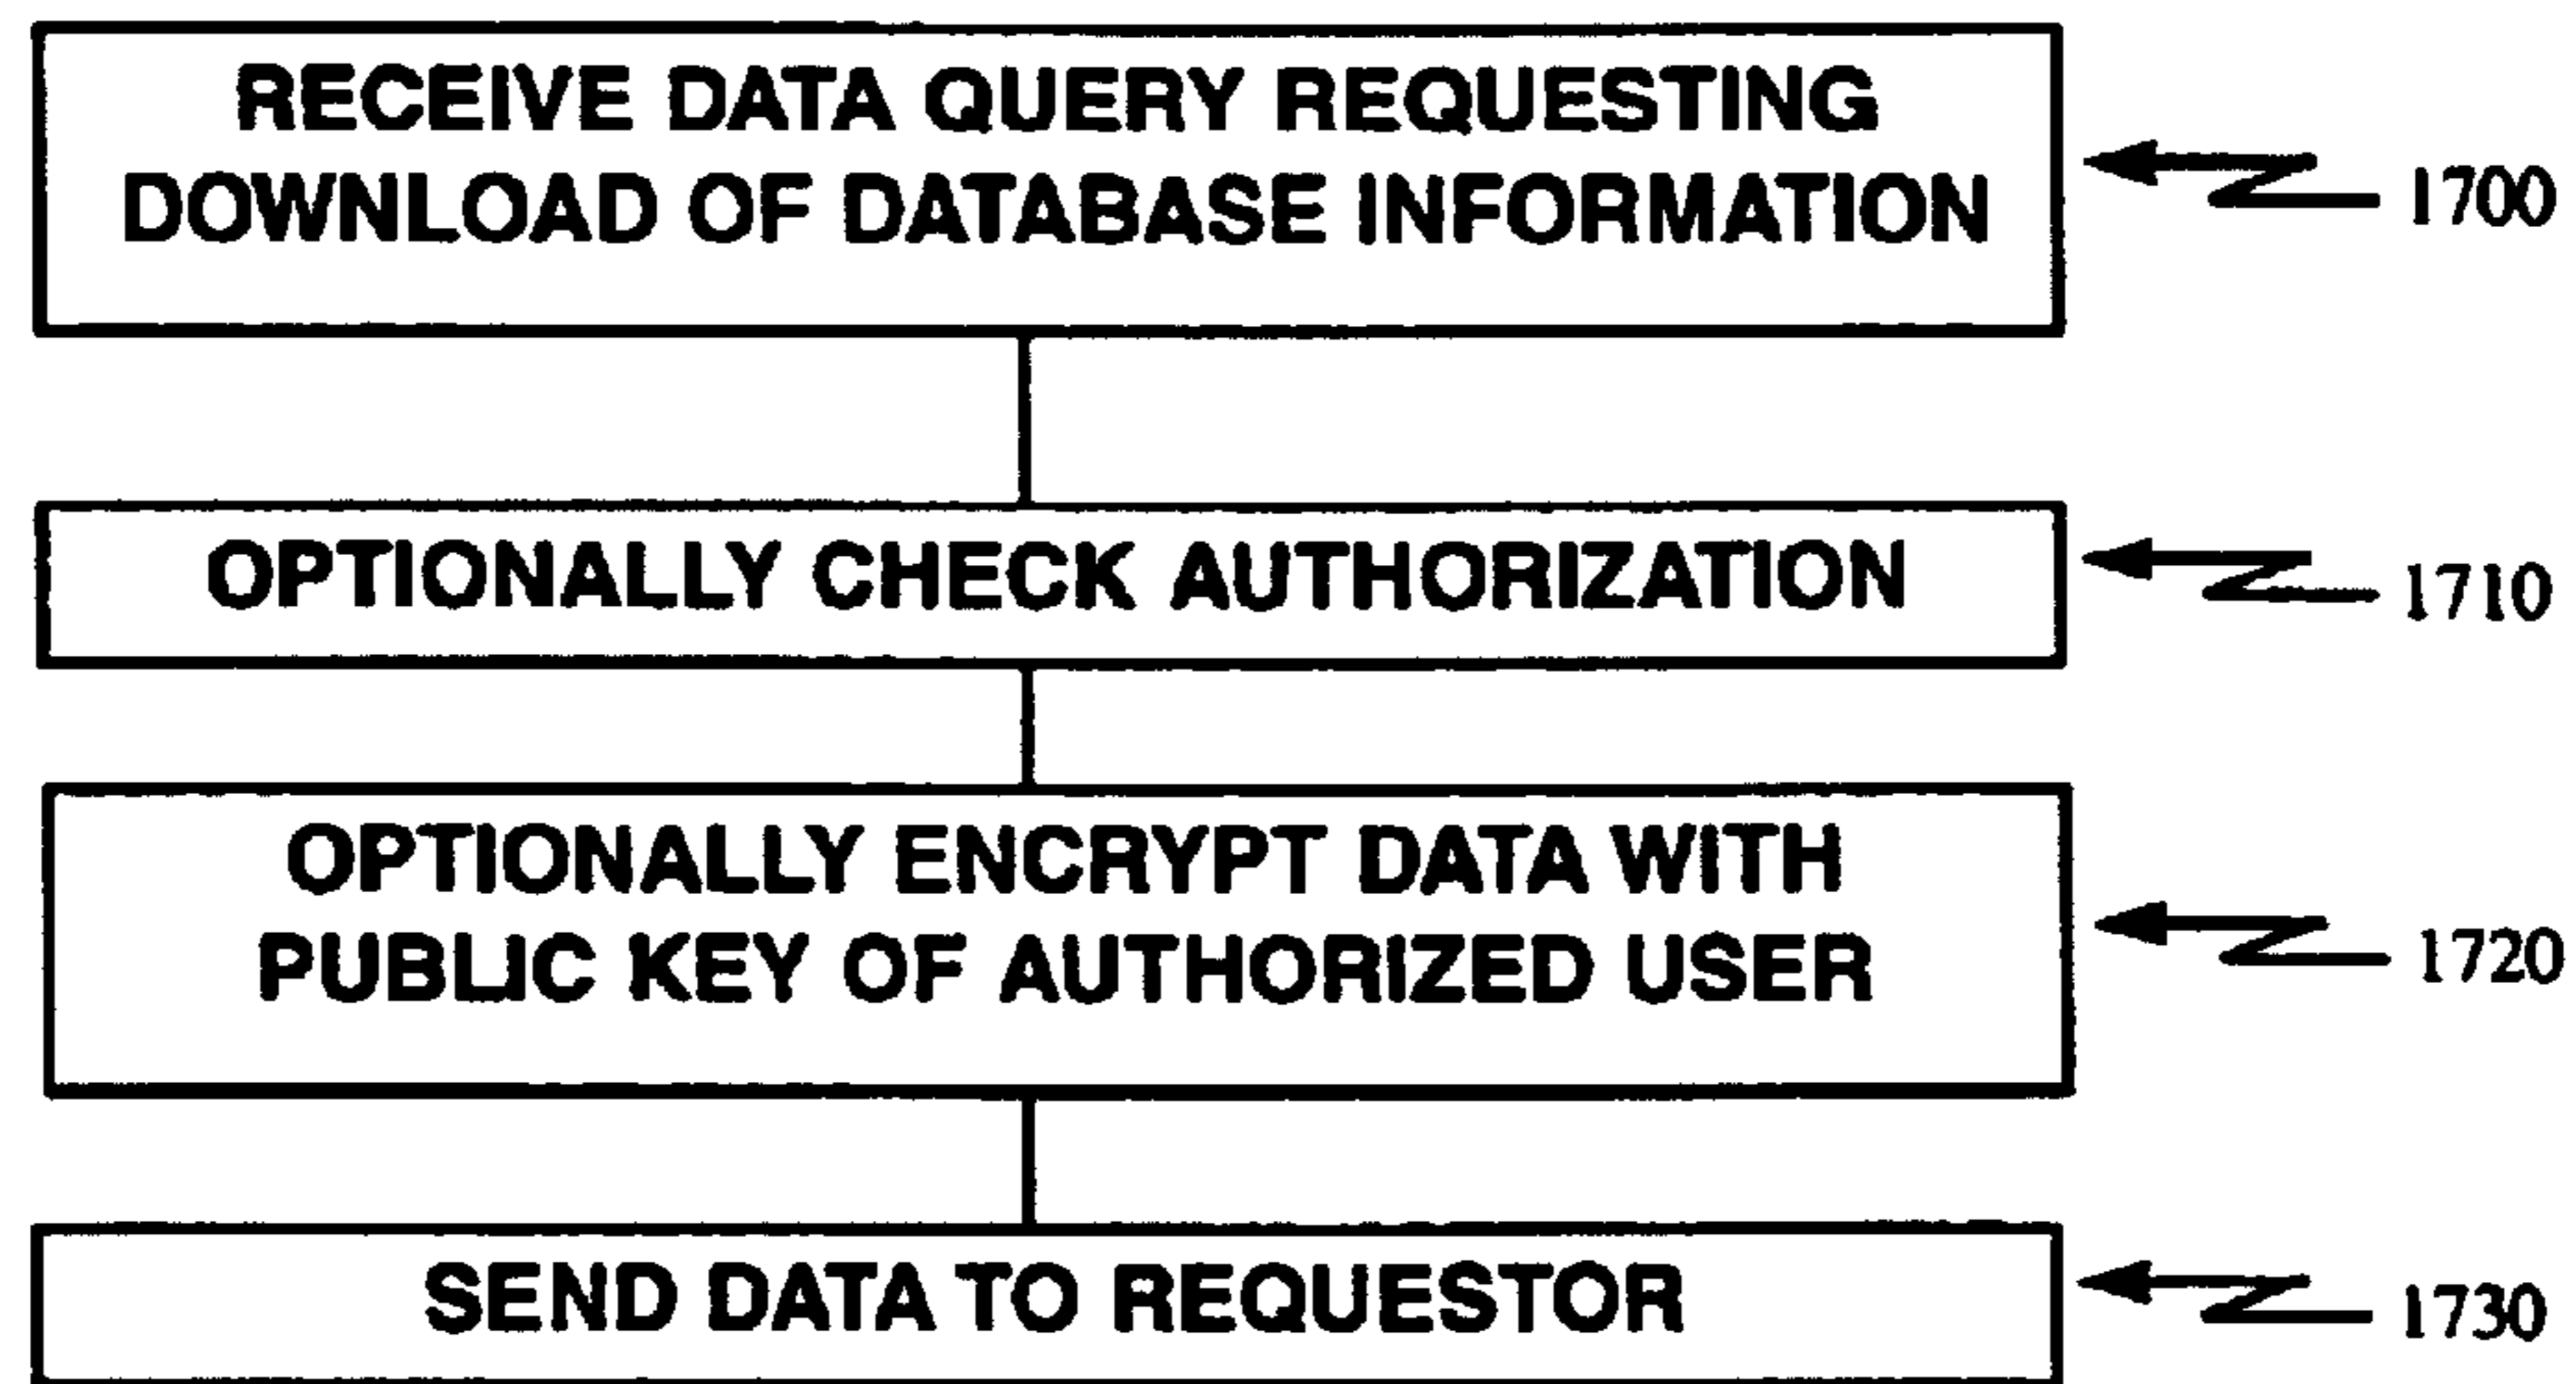 RECEIVE DATA QUERY REQUESTING
DOWNLOAD OF DATABASE INFORMATION
1700
OPTIONALLY CHECK AUTHORIZATION
1710
OPTIONALLY ENCRYPT DATA WITH
PUBLIC KEY OF AUTHORIZED USER
1720
SEND DATA TO REQUESTOR
1730